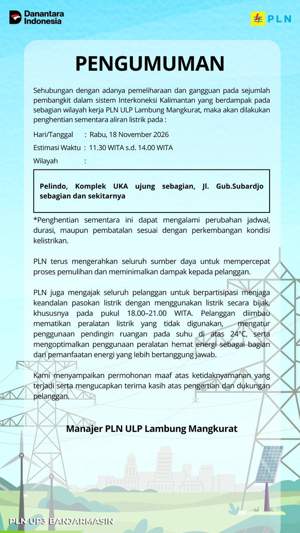 Danantara
Indonesia
PLN
PENGUMUMAN
Sehubungan dengan adanya pemeliharaan dan gangguan pada sejumlah
pembangkit dalam sistem Interkoneksi Kalimantan yang berdampak pada
sebagian wilayah kerja PLN ULP Lambung Mangkurat, maka akan dilakukan
penghentian sementara aliran listrik pada :
Hari/Tanggal : Rabu, 18 November 2026
Estimasi Waktu : 11.30 WITA s.d. 14.00 WITA
Wilayah :
Pelindo, Komplek UKA ujung sebagian, Jl. Gub.Subardjo
sebagian dan sekitarnya
*Penghentian sementara ini dapat mengalami perubahan jadwal,
durasi, maupun pembatalan sesuai dengan perkembangan kondisi
kelistrikan.
PLN terus mengerahkan seluruh sumber daya untuk mempercepat
proses pemulihan dan meminimalkan dampak kepada pelanggan.
PLN juga mengajak seluruh pelanggan untuk berpartisipasi menjaga
keandalan pasokan listrik dengan menggunakan listrik secara bijak,
khususnya pada pukul 18.00–21.00 WITA. Pelanggan diimbau
mematikan peralatan listrik yang tidak digunakan, mengatur
penggunaan pendingin ruangan pada suhu di atas 24°C, serta
mengoptimalkan penggunaan peralatan hemat energi sebagai bagian
dari pemanfaatan energi yang lebih bertanggung jawab.
Kami menyampaikan permohonan maaf atas ketidaknyamanan yang
terjadi serta mengucapkan terima kasih atas pengertian dan dukungan
pelanggan.
Manajer PLN ULP Lambung Mangkurat
PLN UP3 BANJARMASIN